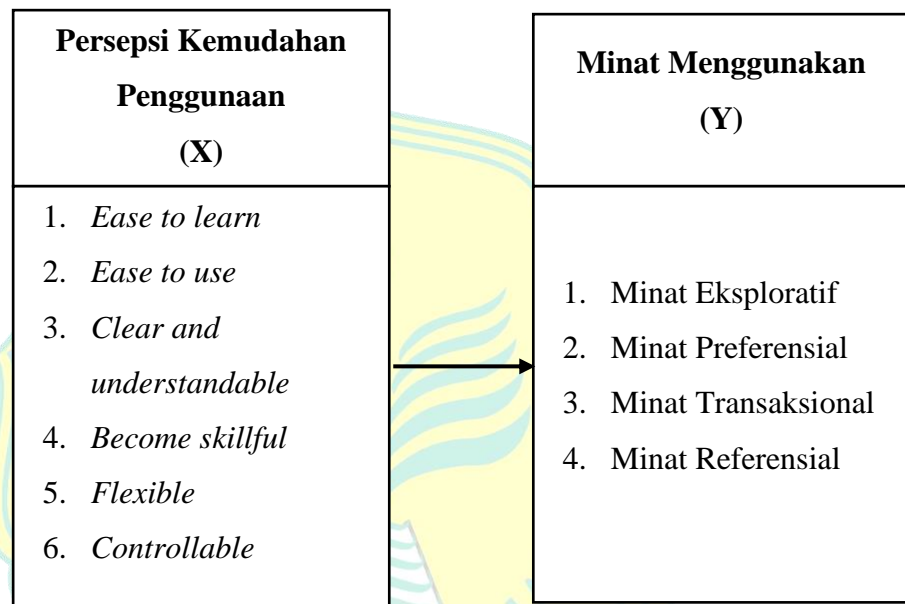 Persepsi Kemudahan
Penggunaan
(X)
1. Ease to learn
2. Ease to use
3. Clear and
understandable
4. Become skillful
5. Flexible
6. Controllable
Minat Menggunakan
(Y)
1. Minat Eksploratif
2. Minat Preferensial
3. Minat Transaksional
4. Minat Referensial